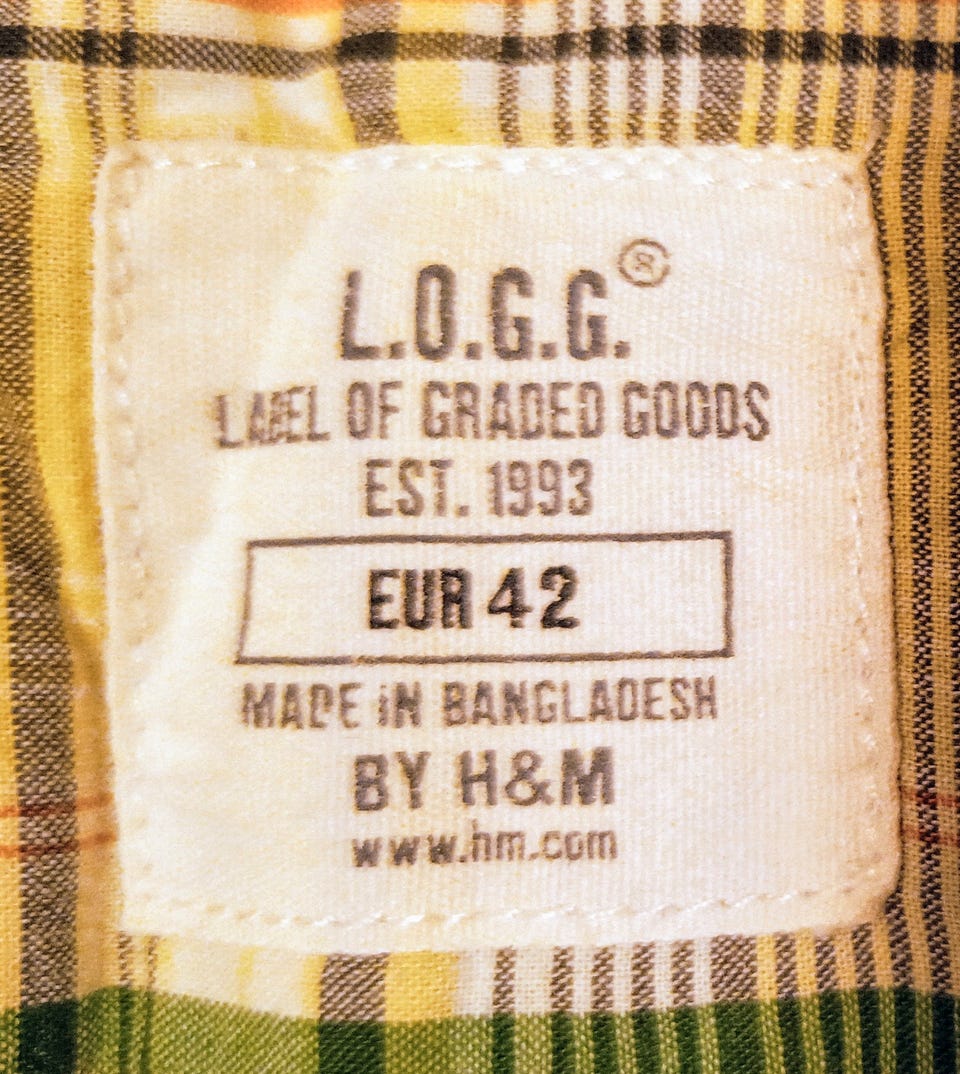 L.O.G.G.®
LABEL OF GRADED GOODS
EST. 1993
EUR 42
MADE iN BANGLADESH
BY H&M
www.hm.com